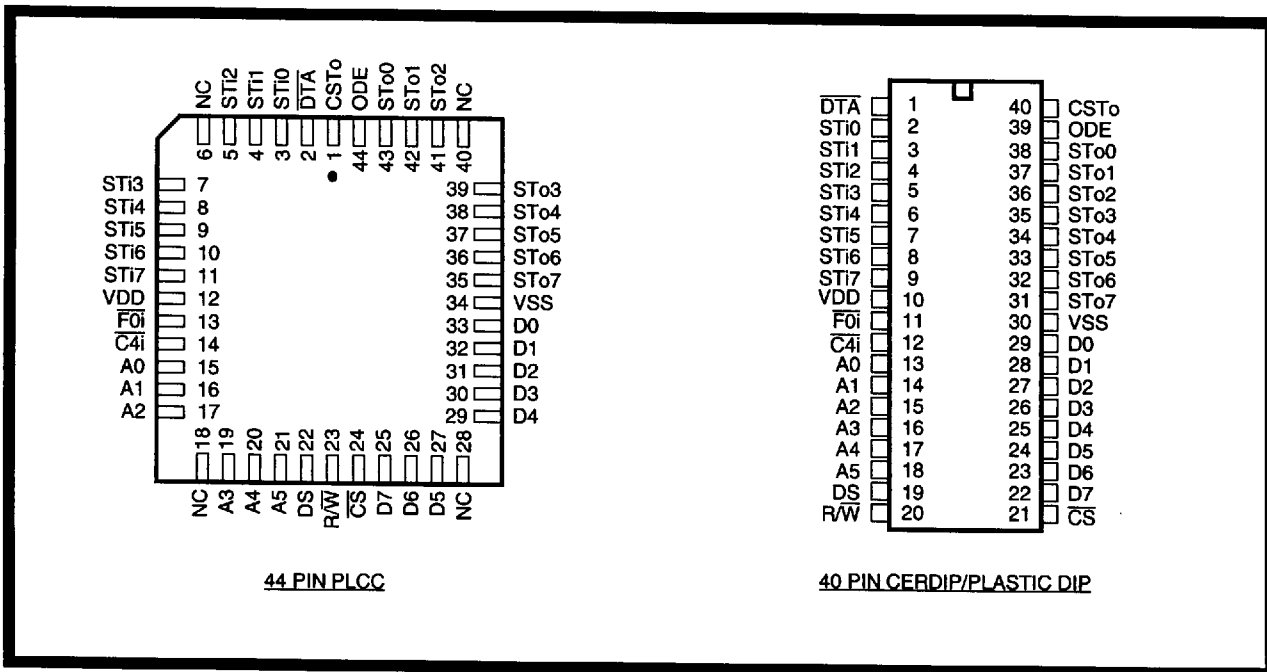 NC STi2 STi1 STi0 D̅T̅A̅ CSTo ODE STo0 STo1 STo2 NC
6 5 4 3 2 1 44 43 42 41 40
STi3 7
STi4 8
STi5 9
STi6 10
STi7 11
VDD 12
F̅0̅i̅ 13
C̅4̅i̅ 14
A0 15
A1 16
A2 17
39 STo3
38 STo4
37 STo5
36 STo6
35 STo7
34 VSS
33 D0
32 D1
31 D2
30 D3
29 D4
18 19 20 21 22 23 24 25 26 27 28
NC A3 A4 A5 DS R/W̅ C̅S̅ D7 D6 D5 NC
44 PIN PLCC
D̅T̅A̅ 1 40 CSTo
STi0 2 39 ODE
STi1 3 38 STo0
STi2 4 37 STo1
STi3 5 36 STo2
STi4 6 35 STo3
STi5 7 34 STo4
STi6 8 33 STo5
STi7 9 32 STo6
VDD 10 31 STo7
F̅0̅i̅ 11 30 VSS
C̅4̅i̅ 12 29 D0
A0 13 28 D1
A1 14 27 D2
A2 15 26 D3
A3 16 25 D4
A4 17 24 D5
A5 18 23 D6
DS 19 22 D7
R/W̅ 20 21 C̅S̅
40 PIN CERDIP/PLASTIC DIP